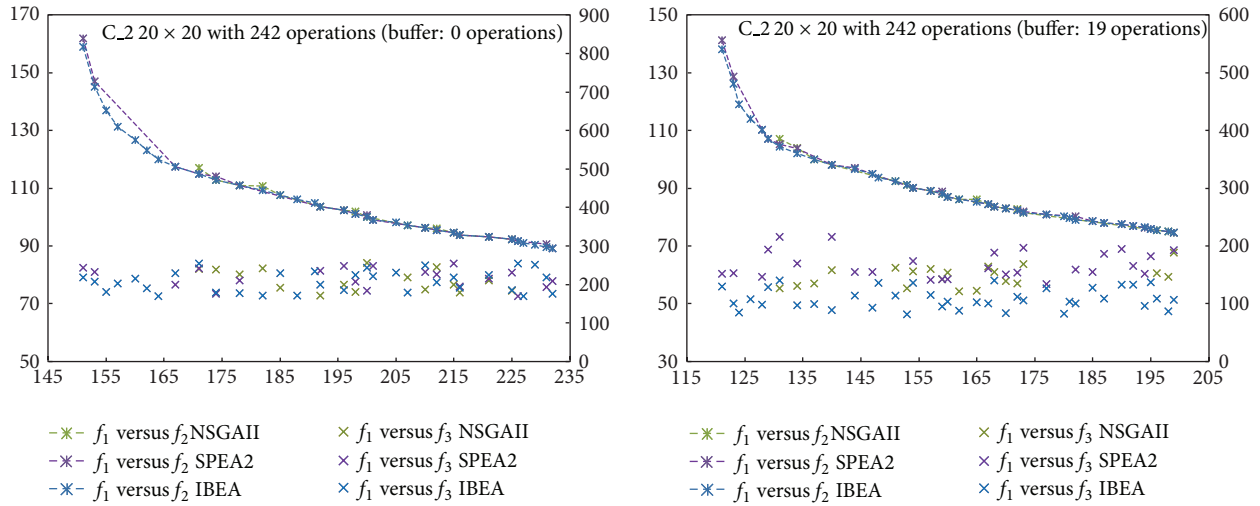 C_2 20 × 20 with 242 operations (buffer: 0 operations)
170
150
130
110
90
70
50
900
800
700
600
500
400
300
200
100
0
145 155 165 175 185 195 205 215 225 235
f1 versus f2NSGAII
f1 versus f2 SPEA2
f1 versus f2 IBEA
f1 versus f3 NSGAII
f1 versus f3 SPEA2
f1 versus f3 IBEA
C_2 20 × 20 with 242 operations (buffer: 19 operations)
150
130
110
90
70
50
30
600
500
400
300
200
100
0
115 125 135 145 155 165 175 185 195 205
f1 versus f2NSGAII
f1 versus f2 SPEA2
f1 versus f2 IBEA
f1 versus f3 NSGAII
f1 versus f3 SPEA2
f1 versus f3 IBEA